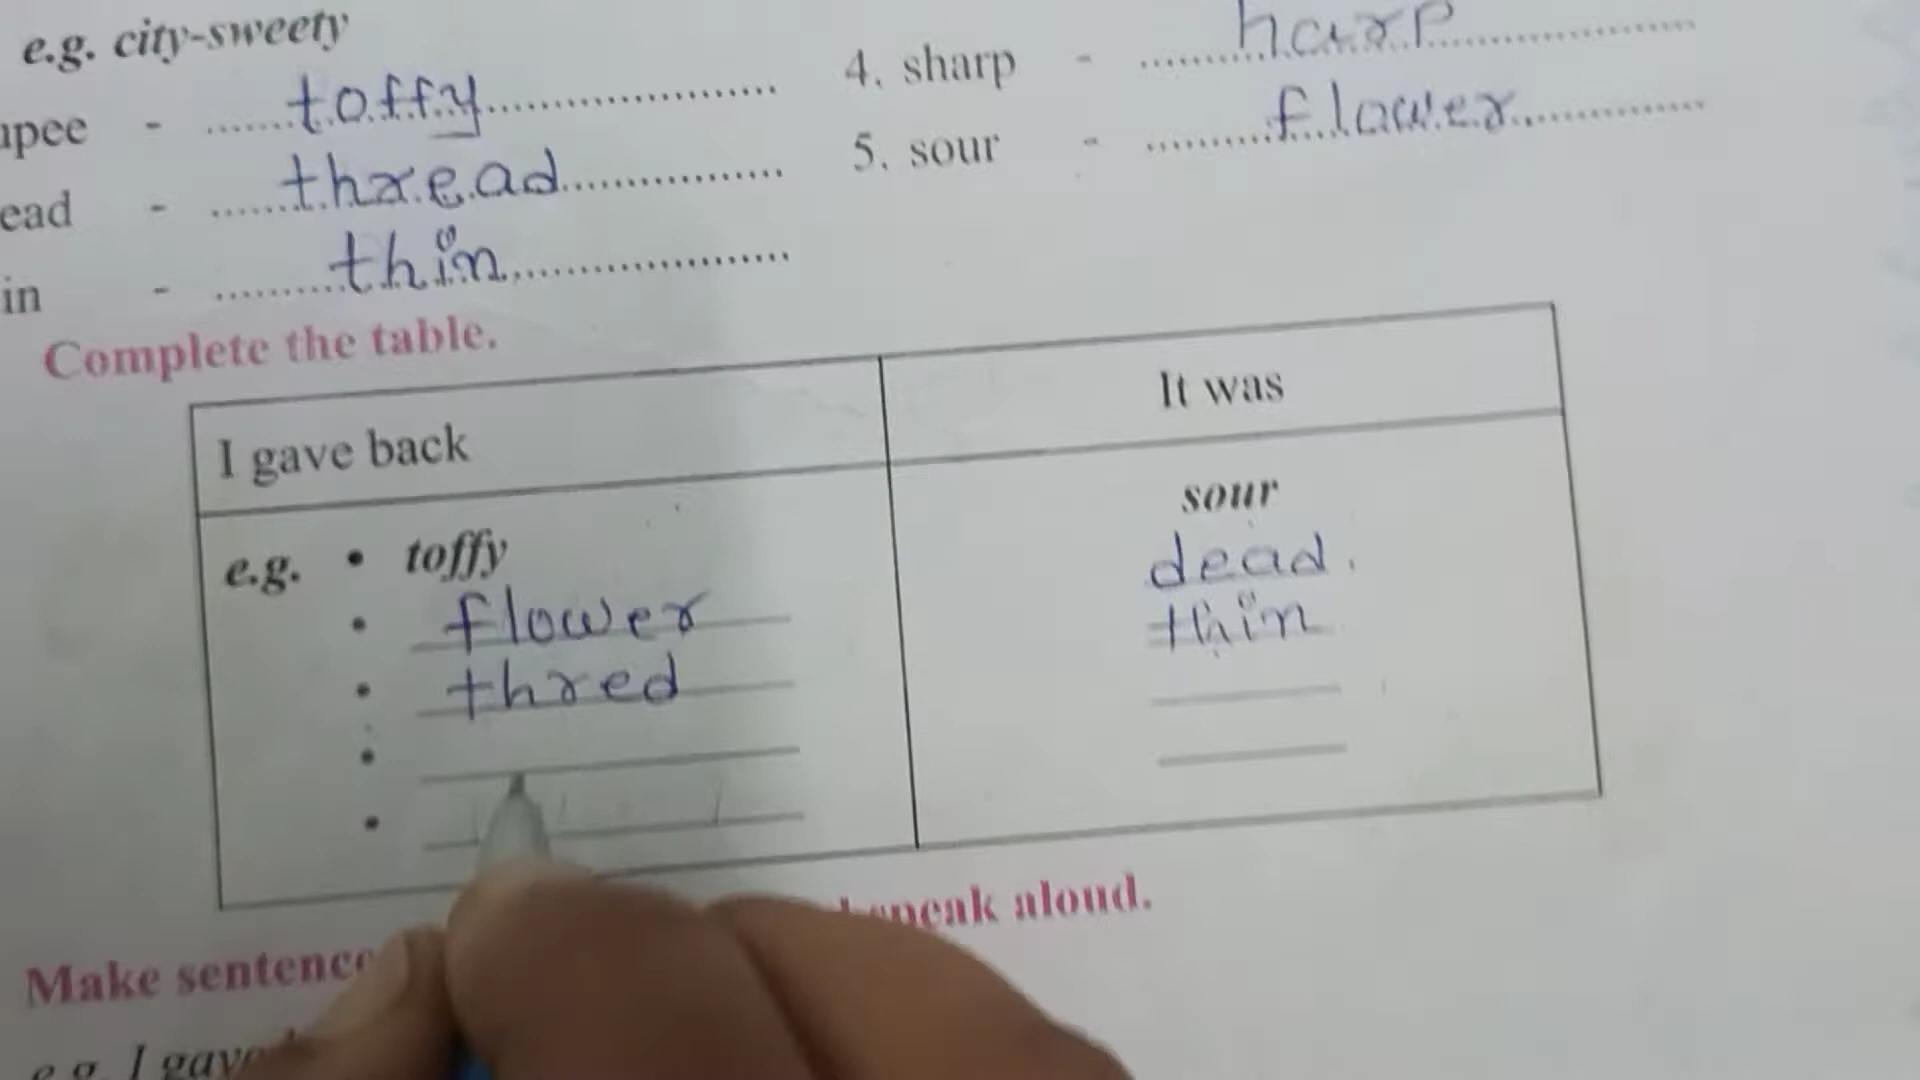 e.g. city-sweety
upee - toffy
ead - thread
in - thin
4. sharp - harp
5. sour - flower
Complete the table.
I gave back It was
e.g. • toffy sour
• flower dead.
• thred thin
•
•
Make sentence speak aloud.
e.g. I gave